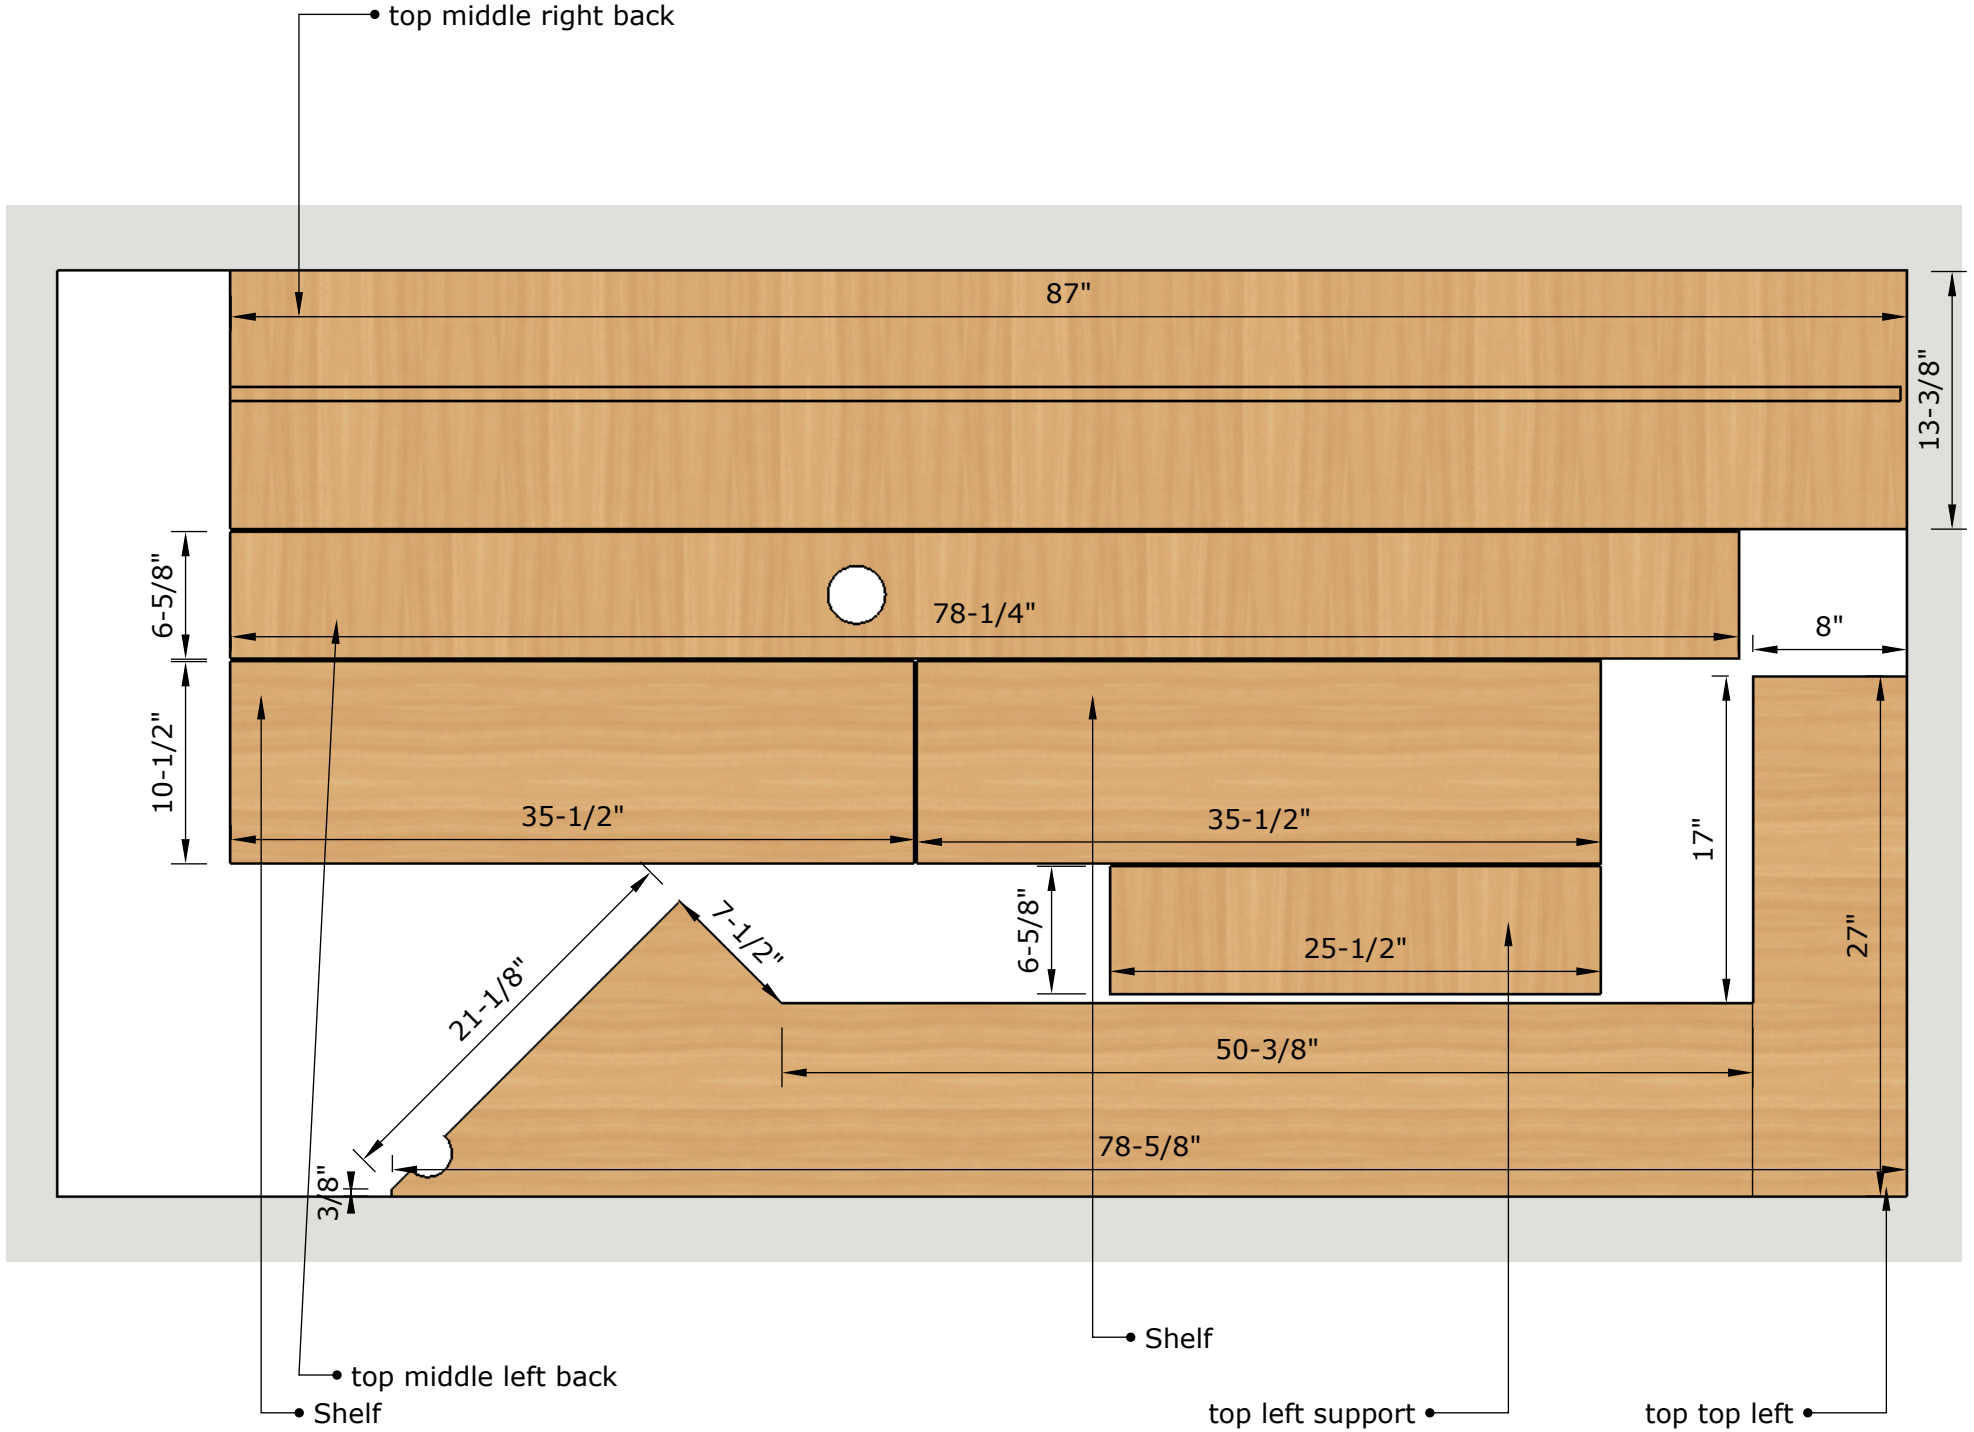 top middle right back
87"
13-3/8"
6-5/8"
78-1/4"
8"
10-1/2"
35-1/2"
35-1/2"
17"
7-1/2"
6-5/8"
25-1/2"
27"
21-1/8"
50-3/8"
78-5/8"
3/8"
Shelf
top middle left back
Shelf
top left support
top top left